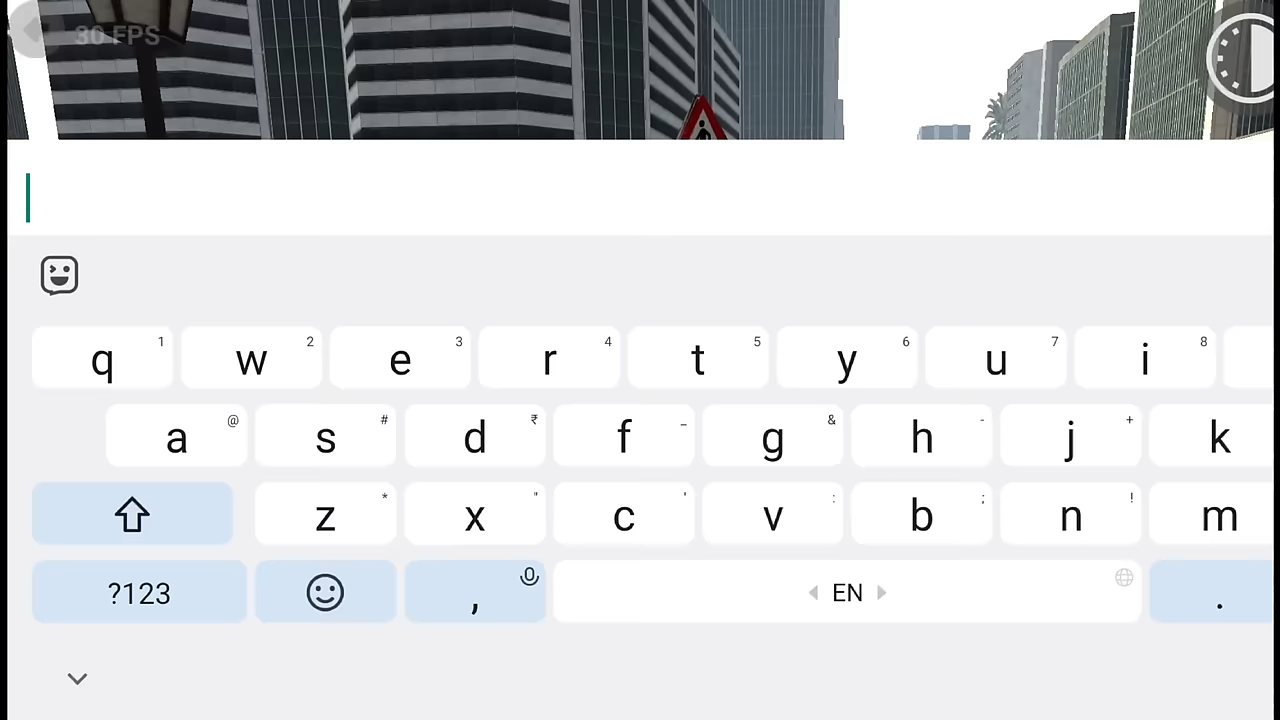 30 FPS
q 1 w 2 e 3 r 4 t 5 y 6 u 7 i 8
a @ s # d ₹ f _ g & h - j + k
z * x " c ' v : b ; n ! m
?123 , EN .